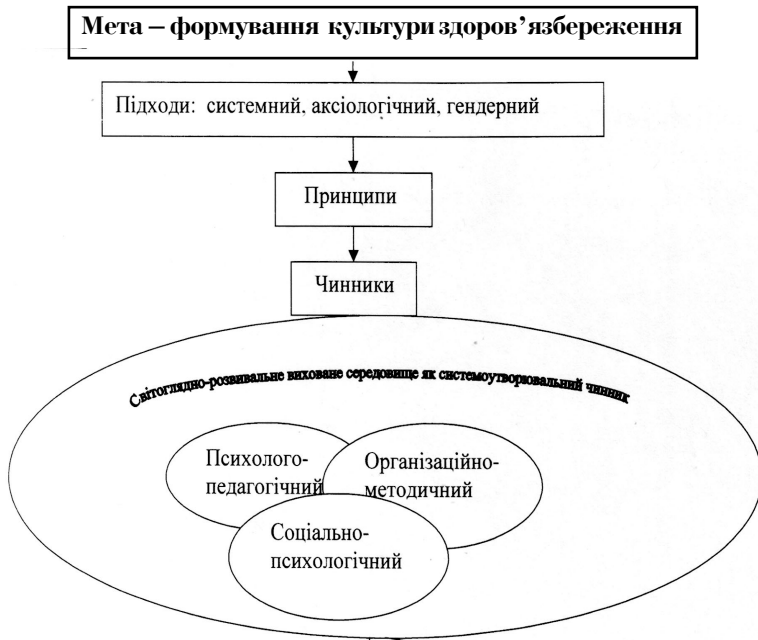 Мета – формування культури здоров’язбереження
Підходи: системний, аксіологічний, гендерний
Принципи
Чинники
Світоглядно-розвивальне виховане середовище як системоутворювальний чинник
Психолого-
педагогічний
Організаційно-
методичний
Соціально-
психологічний